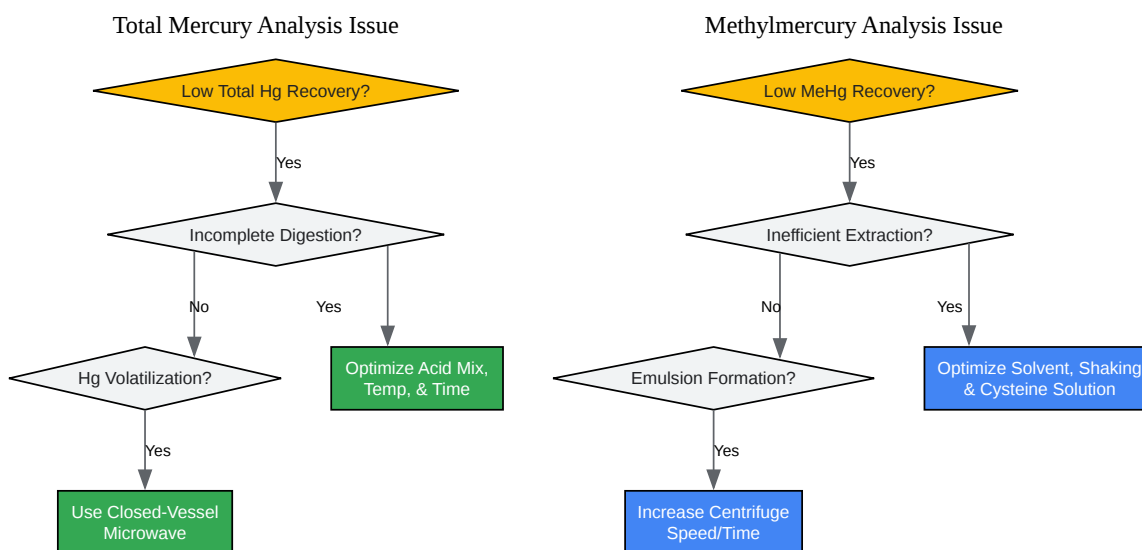 Total Mercury Analysis Issue
Low Total Hg Recovery?
Yes
Incomplete Digestion?
No
Yes
Hg Volatilization?
Optimize Acid Mix,
Temp, & Time
Yes
Use Closed-Vessel
Microwave
Methylmercury Analysis Issue
Low MeHg Recovery?
Yes
Inefficient Extraction?
No
Yes
Emulsion Formation?
Optimize Solvent, Shaking
& Cysteine Solution
Yes
Increase Centrifuge
Speed/Time